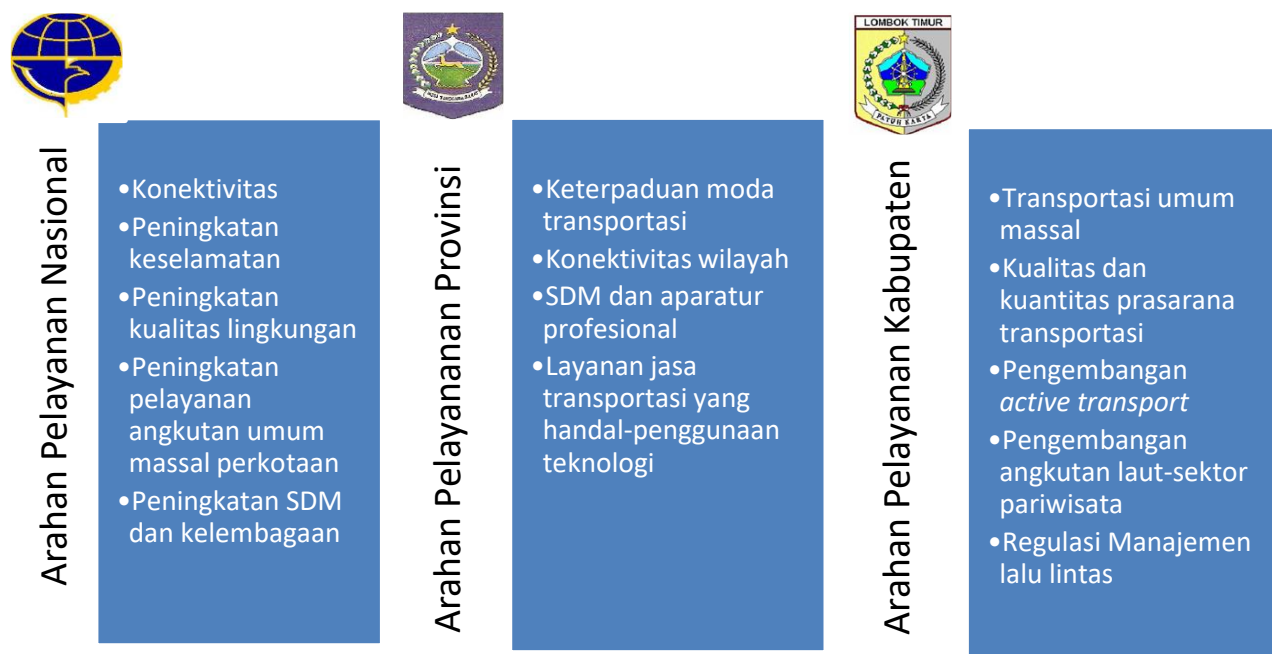 Arahan Pelayanan Nasional
•Konektivitas
•Peningkatan
keselamatan
•Peningkatan
kualitas lingkungan
•Peningkatan
pelayanan
angkutan umum
massal perkotaan
•Peningkatan SDM
dan kelembagaan
NUSA TENGGARA BARAT
Arahan Pelayananan Provinsi
•Keterpaduan moda
transportasi
•Konektivitas wilayah
•SDM dan aparatur
profesional
•Layanan jasa
transportasi yang
handal-penggunaan
teknologi
LOMBOK TIMUR
PATUH KARYA
Arahan Pelayanan Kabupaten
•Transportasi umum
massal
•Kualitas dan
kuantitas prasarana
transportasi
•Pengembangan
active transport
•Pengembangan
angkutan laut-sektor
pariwisata
•Regulasi Manajemen
lalu lintas